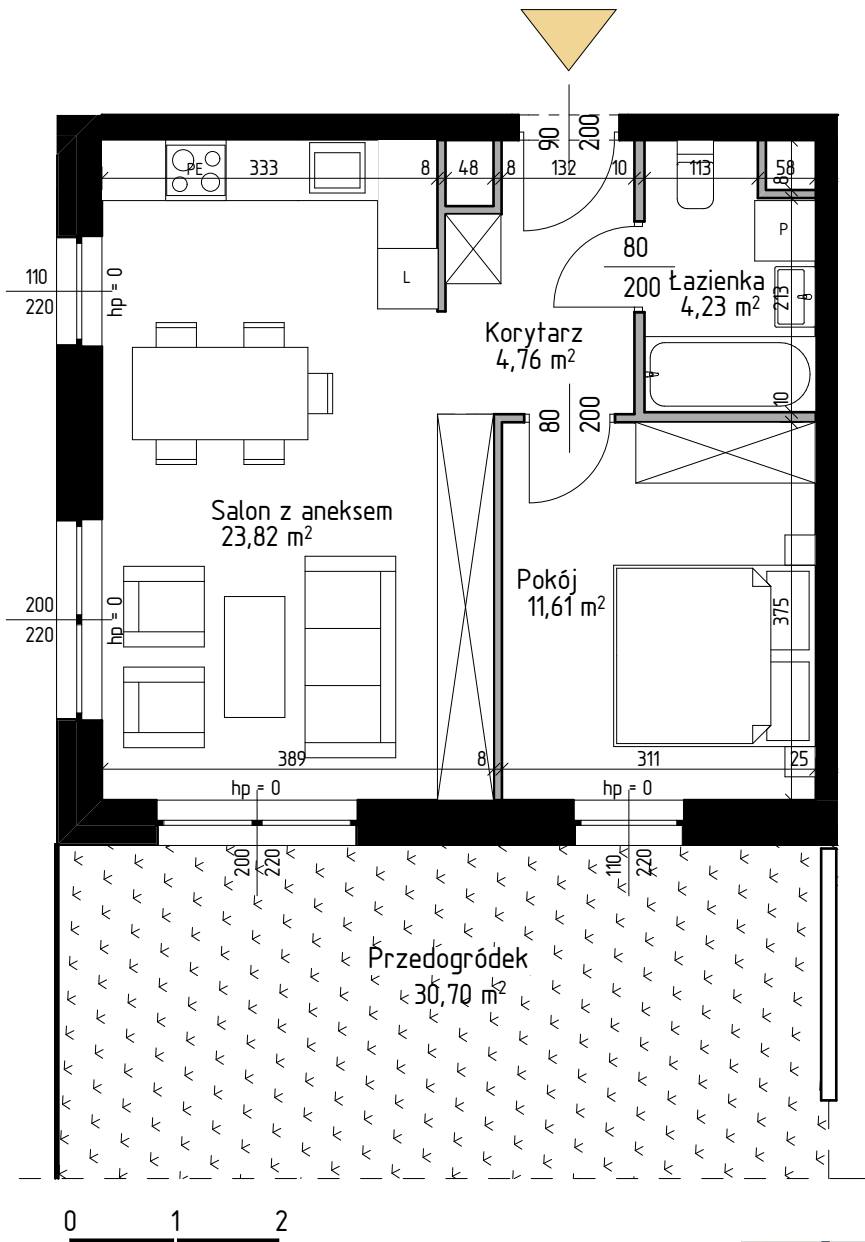 90
200
PE
333
8
48
8
132
10
113
58
8
P
L
80
200
Łazienka
4,23 m²
213
110
220
hp = 0
Korytarz
4,76 m²
10
80
200
Salon z aneksem
23,82 m²
Pokój
11,61 m²
375
200
220
hp = 0
389
8
311
25
hp = 0
hp = 0
200
220
110
220
Przedogródek
30,70 m²
0 1 2